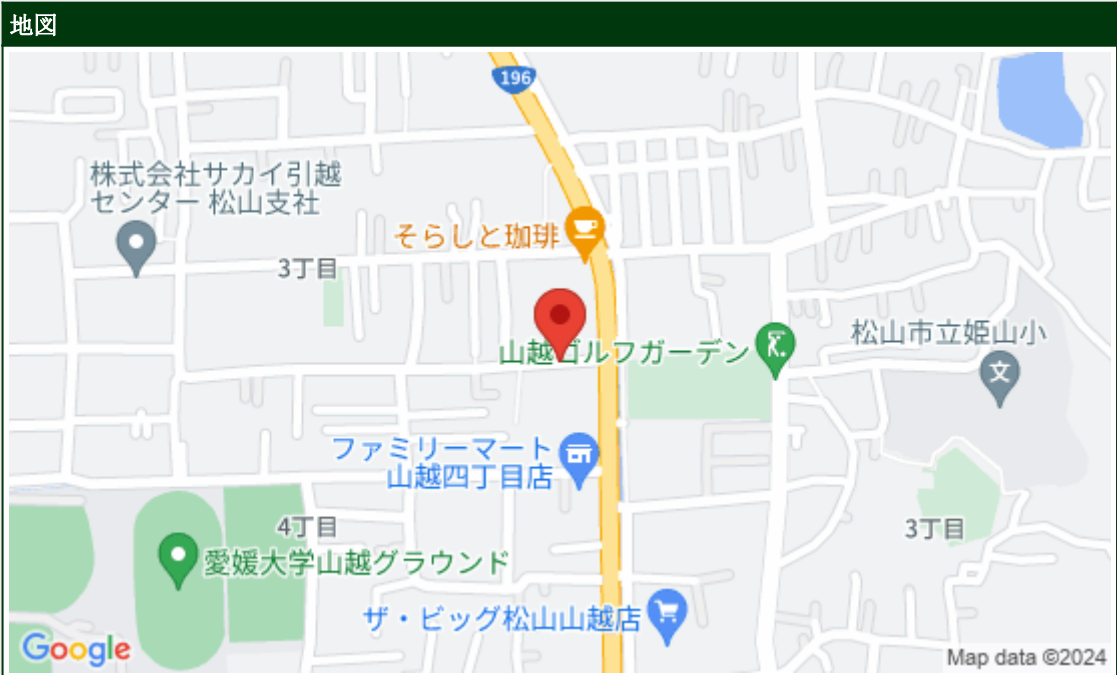 地図
196
株式会社サカイ引越
センター 松山支社
そらしと珈琲
3丁目
山越ゴルフガーデン
松山市立姫山小
文
ファミリーマート
山越四丁目店
4丁目
3丁目
愛媛大学山越グラウンド
ザ・ビッグ松山山越店
Google
Map data ©2024